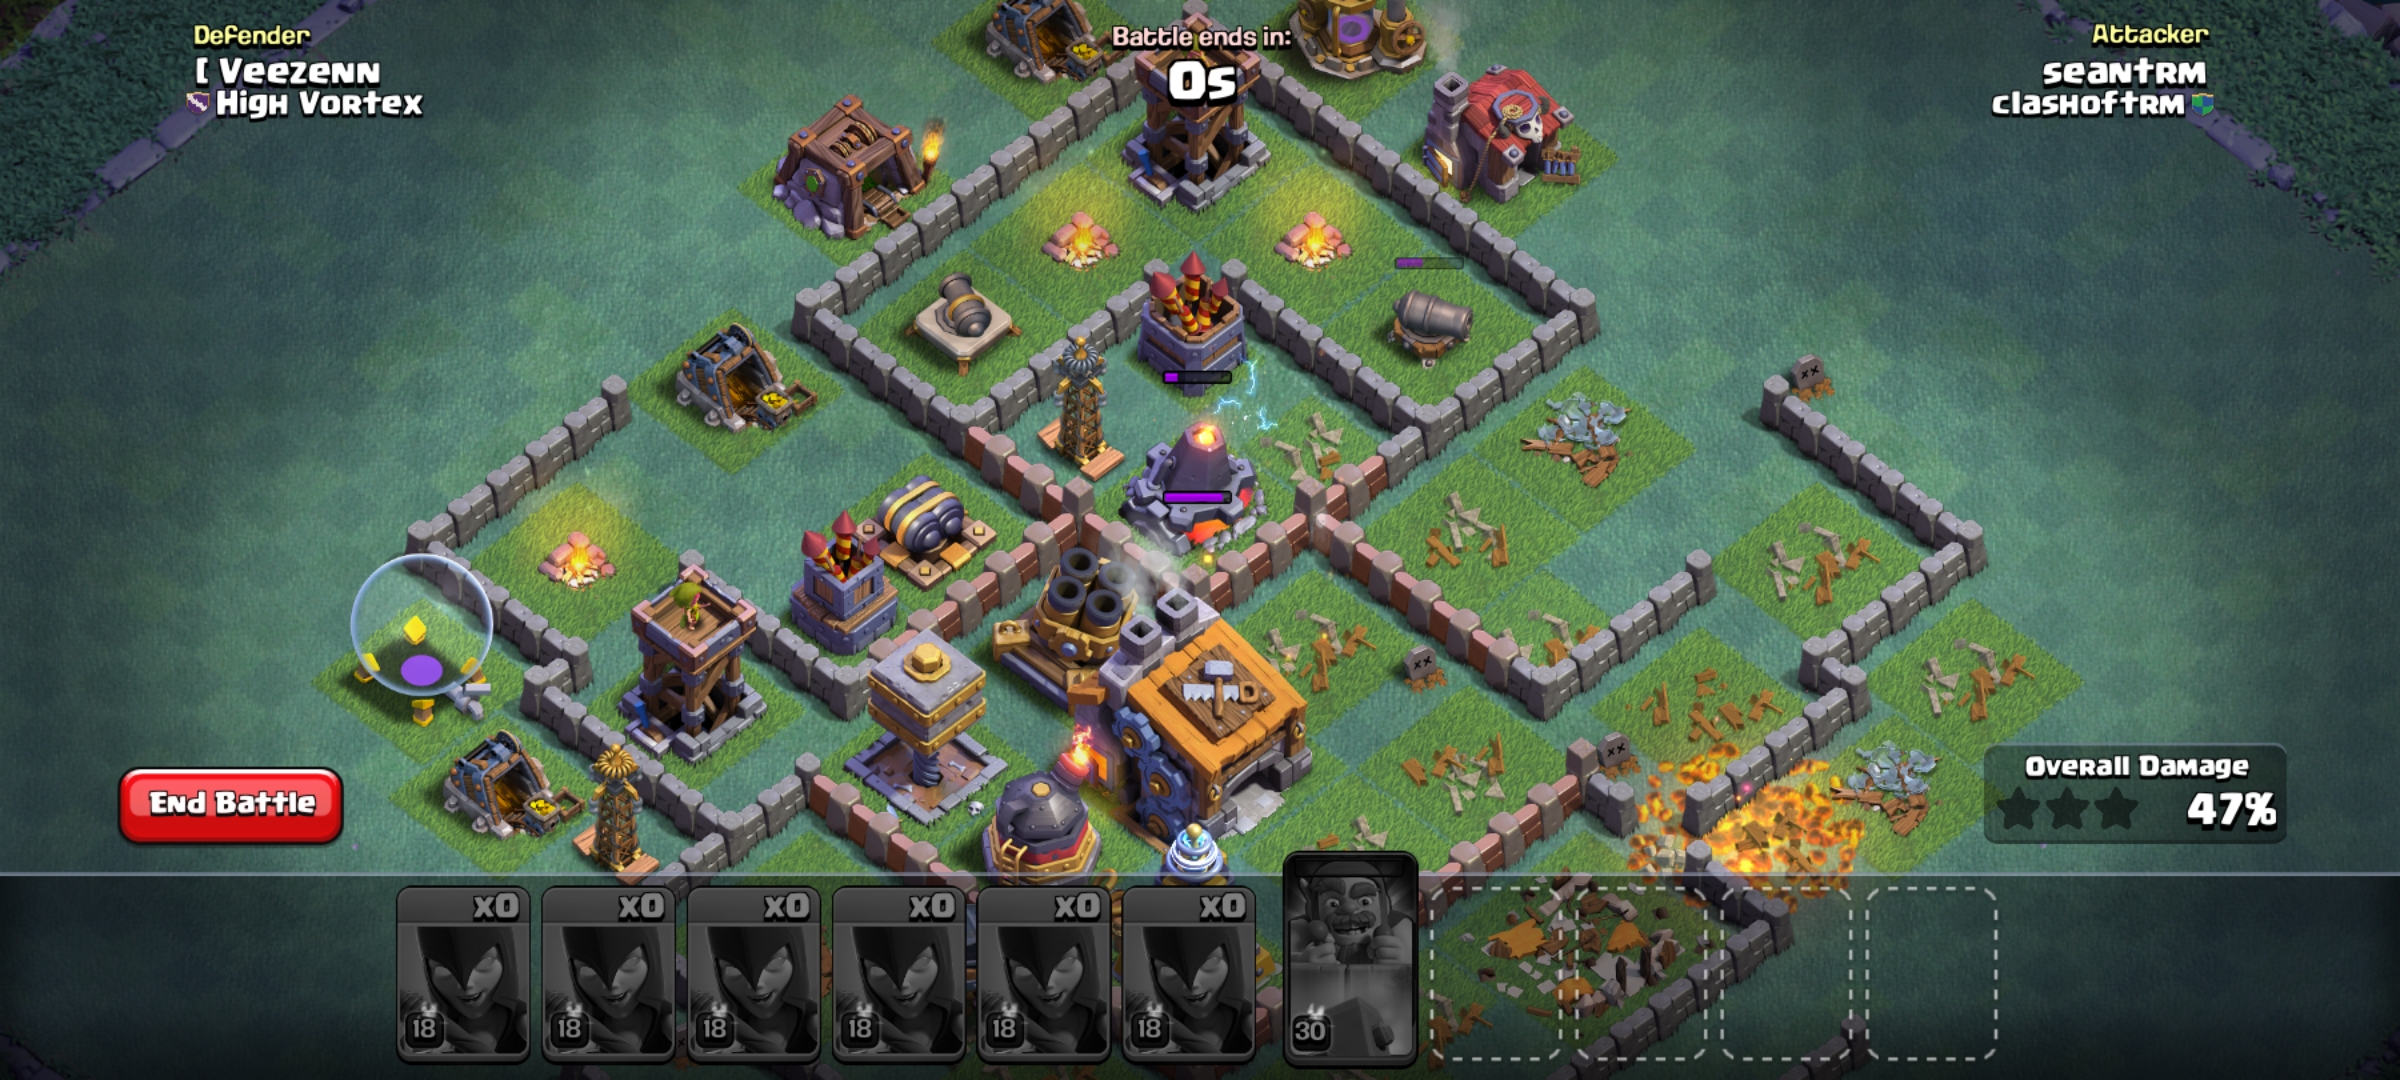 Defender
[ Veezenn
High Vortex
Battle ends in:
0s
Attacker
seantRM
clashoftRM
End Battle
Overall Damage
47%
x0
x0
x0
x0
x0
x0
18
18
18
18
18
18
30